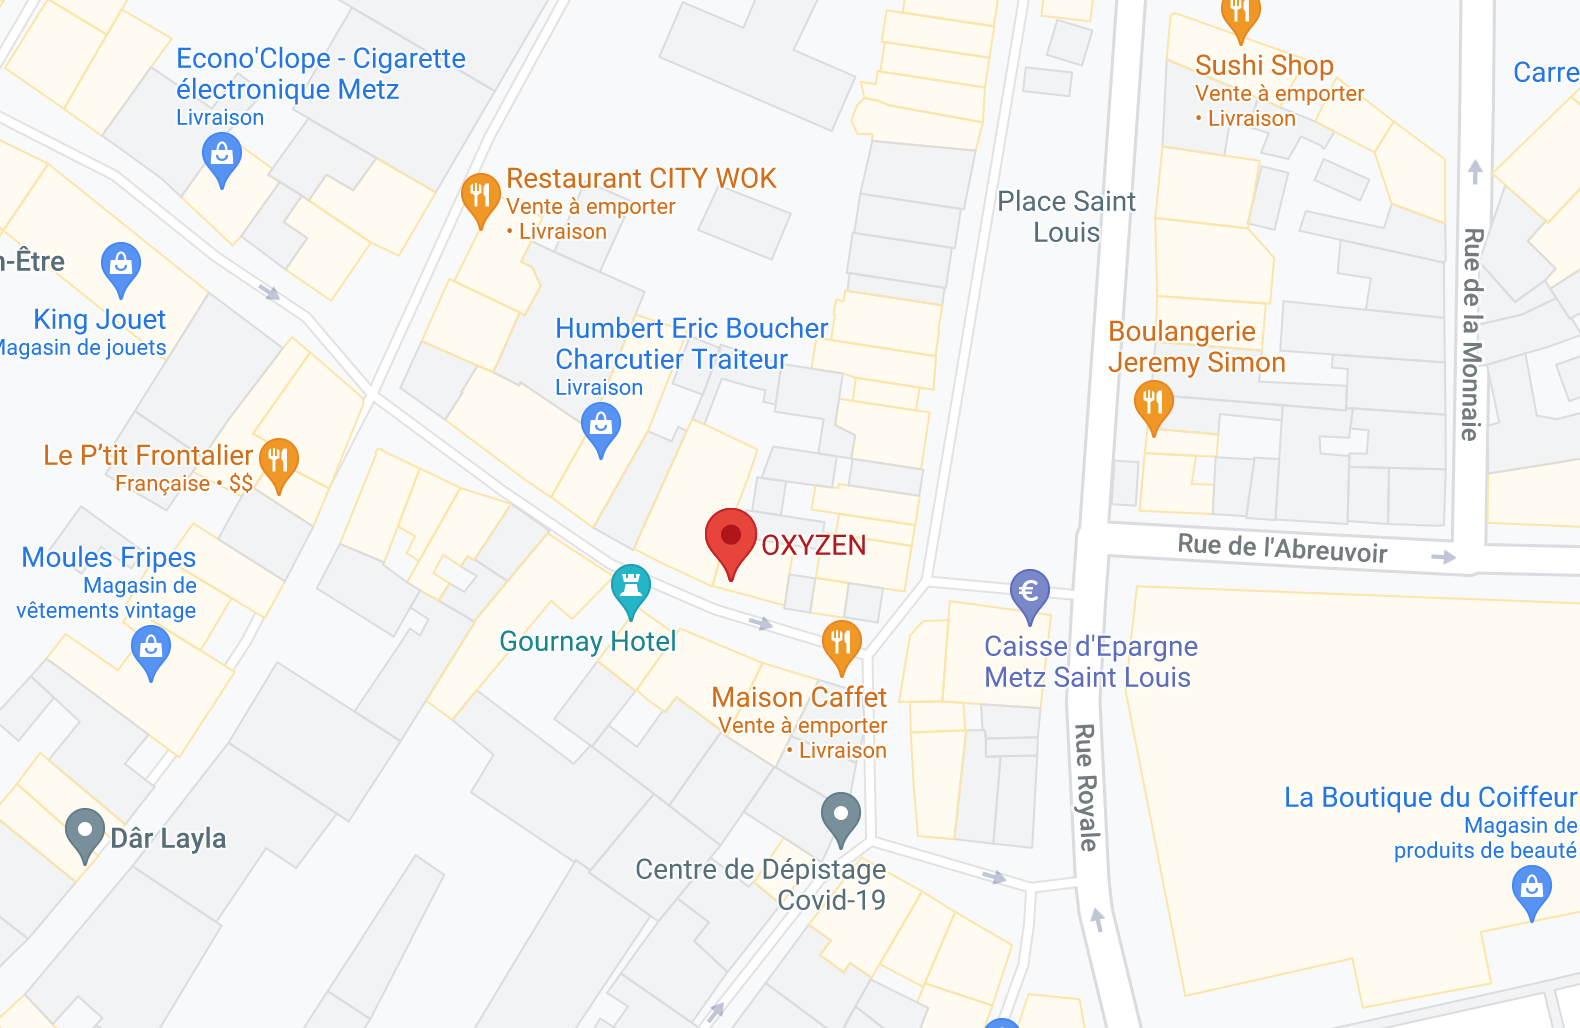 Econo'Clope - Cigarette
électronique Metz
Livraison
Sushi Shop
Vente à emporter
• Livraison
Carre
Restaurant CITY WOK
Vente à emporter
• Livraison
Place Saint
Louis
n-Être
King Jouet
Magasin de jouets
Humbert Eric Boucher
Charcutier Traiteur
Livraison
Boulangerie
Jeremy Simon
Rue de la Monnaie
Le P'tit Frontalier
Française • $$
Moules Fripes
Magasin de
vêtements vintage
OXYZEN
Rue de l'Abreuvoir
Gournay Hotel
€
Caisse d'Epargne
Metz Saint Louis
Maison Caffet
Vente à emporter
• Livraison
Rue Royale
La Boutique du Coiffeur
Magasin de
produits de beauté
Dâr Layla
Centre de Dépistage
Covid-19